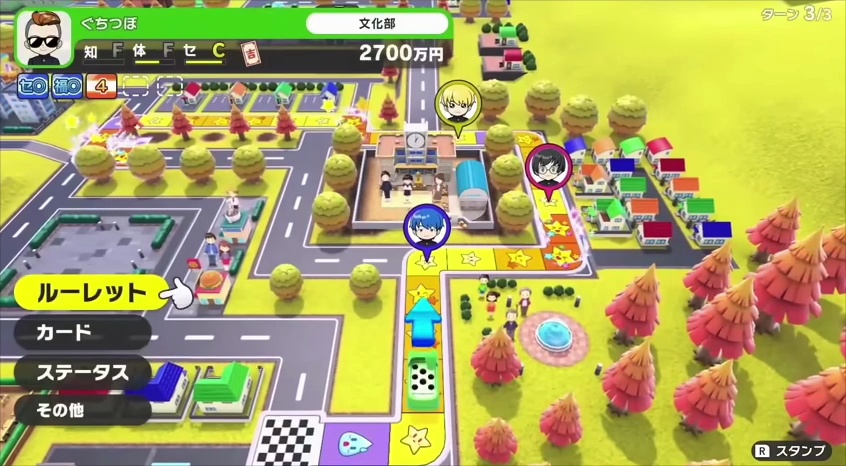 ぐちつぼ
文化部
知 F 体 F セ C 吉
2700万円
ターン 3/3
セ0 福0 4
ルーレット
カード
ステータス
その他
R スタンプ